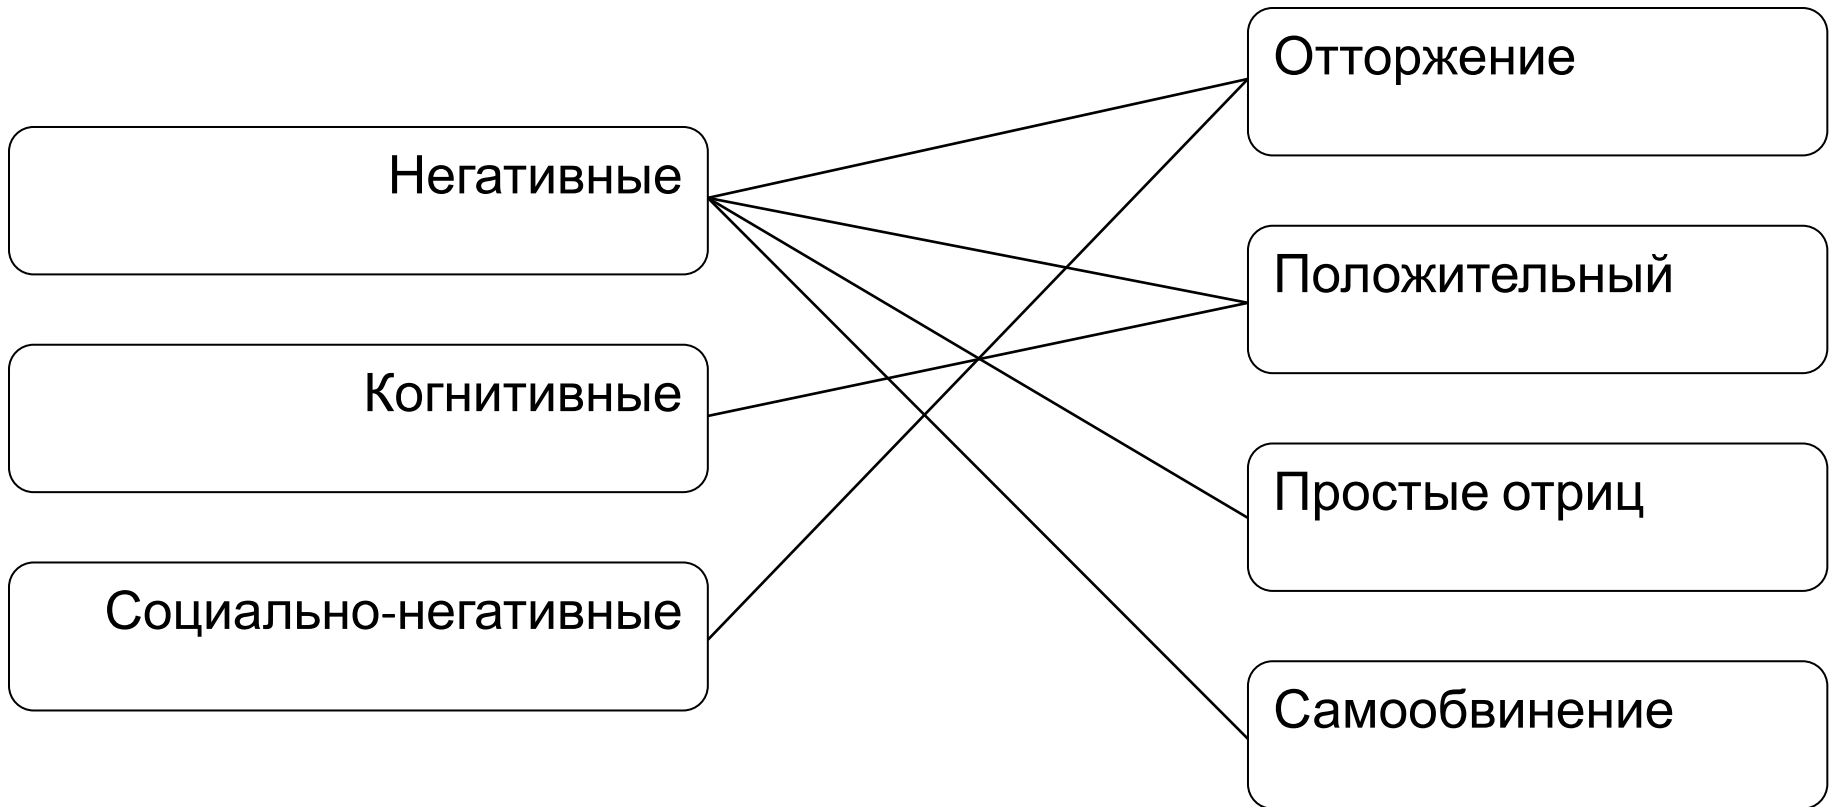 Негативные
Когнитивные
Социально-негативные
Отторжение
Положительный
Простые отриц
Самообвинение